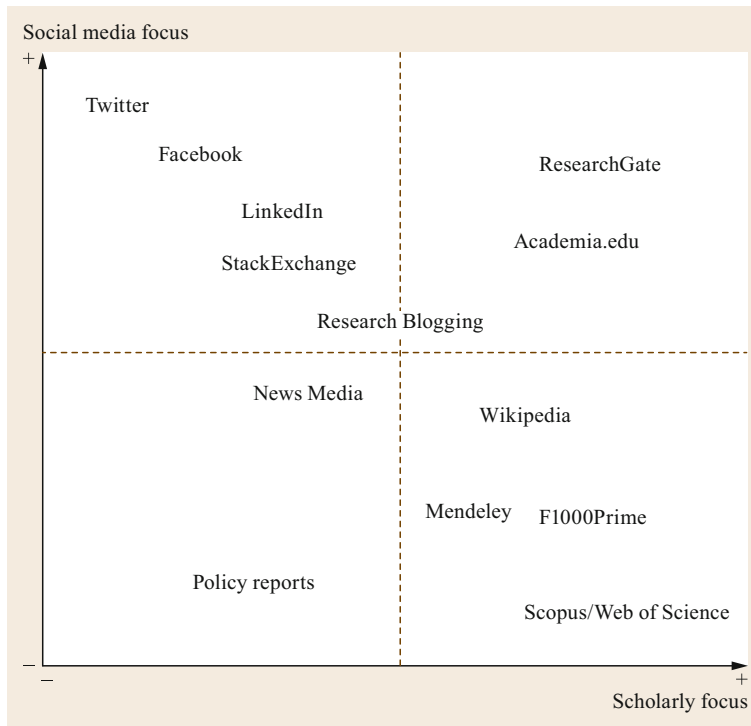 Social media focus
+
Twitter
Facebook
ResearchGate
LinkedIn
Academia.edu
StackExchange
Research Blogging
News Media
Wikipedia
Mendeley
F1000Prime
Policy reports
Scopus/Web of Science
–
–
+
Scholarly focus